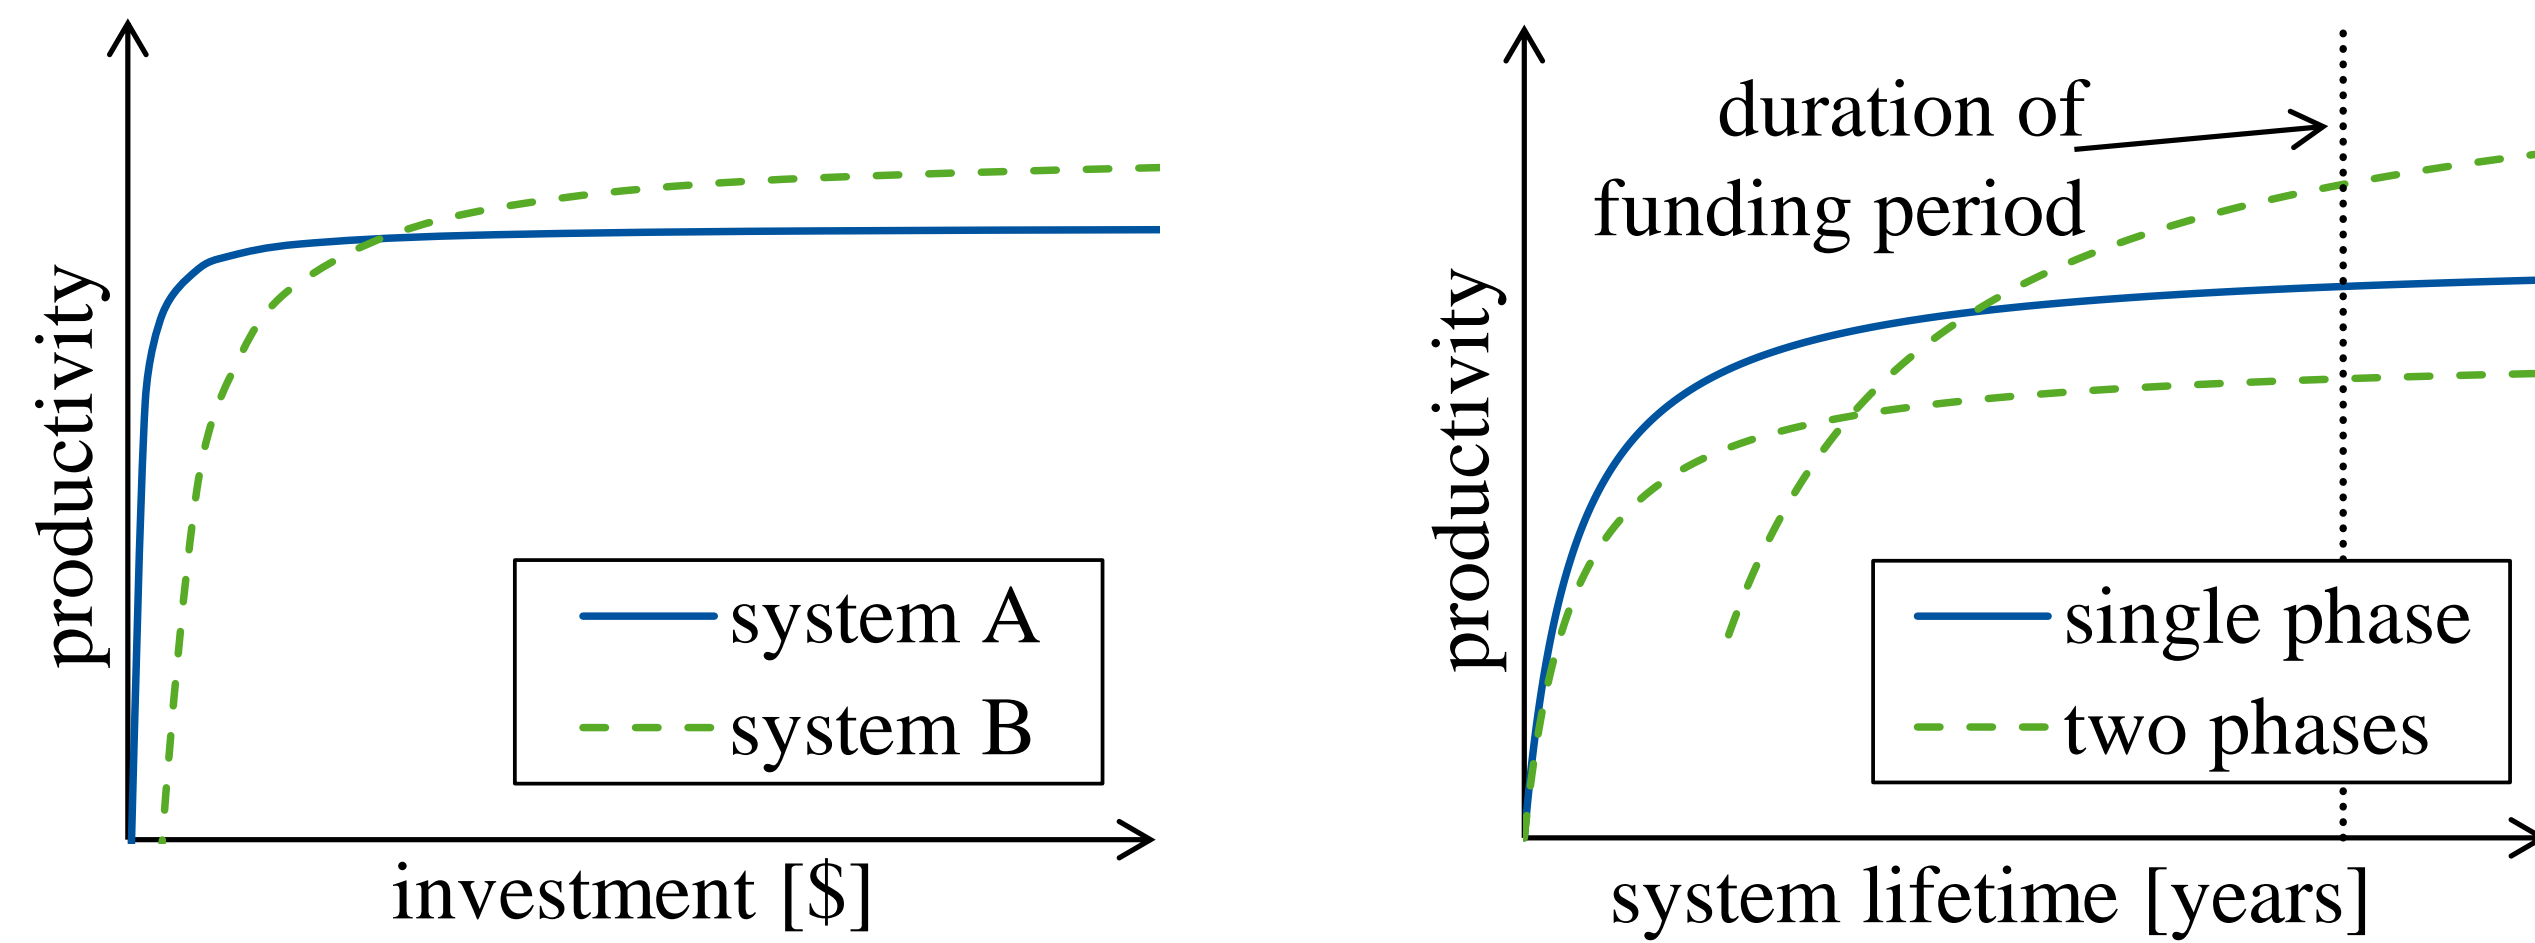 productivity
system A
system B
investment [$]
duration of
funding period
productivity
single phase
two phases
system lifetime [years]